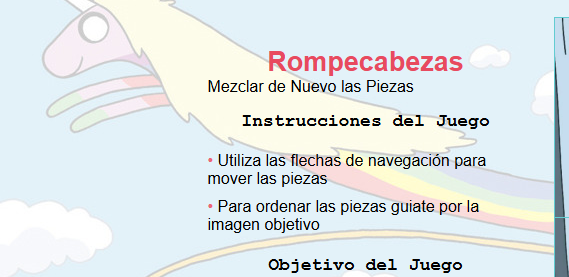 Rompecabezas
Mezclar de Nuevo las Piezas
Instrucciones del Juego
• Utiliza las flechas de navegación para
mover las piezas
• Para ordenar las piezas guiate por la
imagen objetivo
Objetivo del Juego